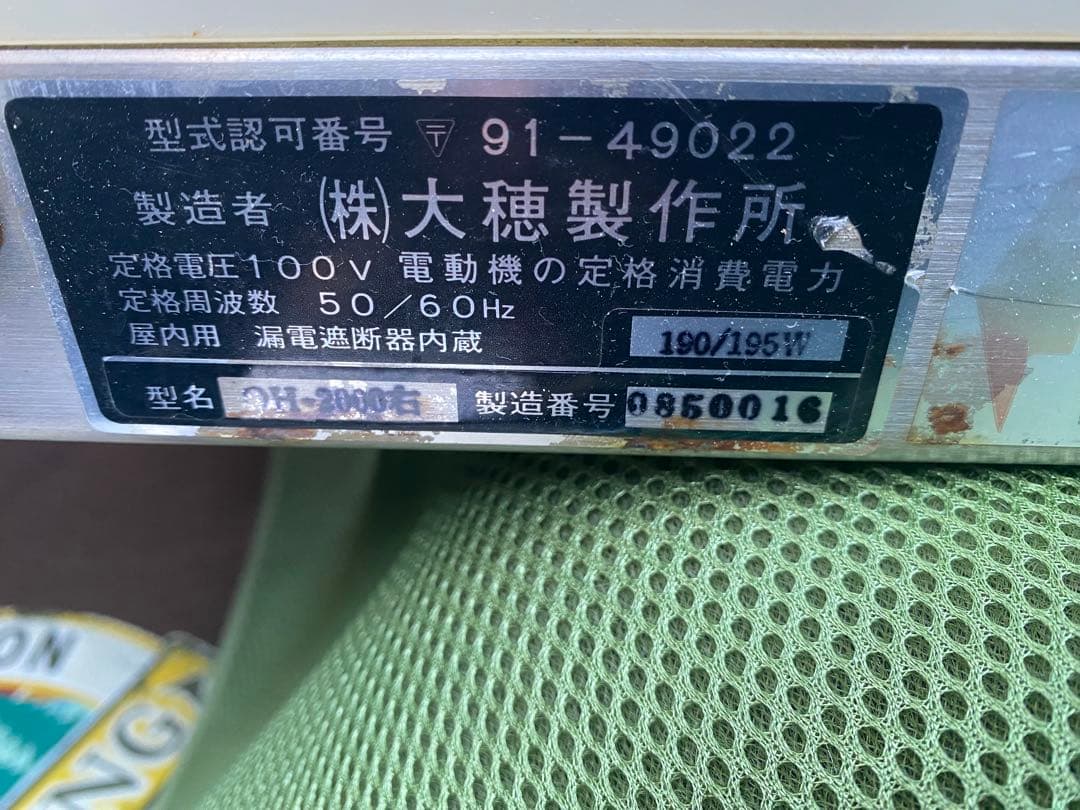 型式認可番号 〒 91-49022
製造者 (株)大穂製作所
定格電圧100V 電動機の定格消費電力
定格周波数 50/60Hz
屋内用 漏電遮断器内蔵 190/195W
型名 OH-2000右 製造番号 0850016
ON
NG